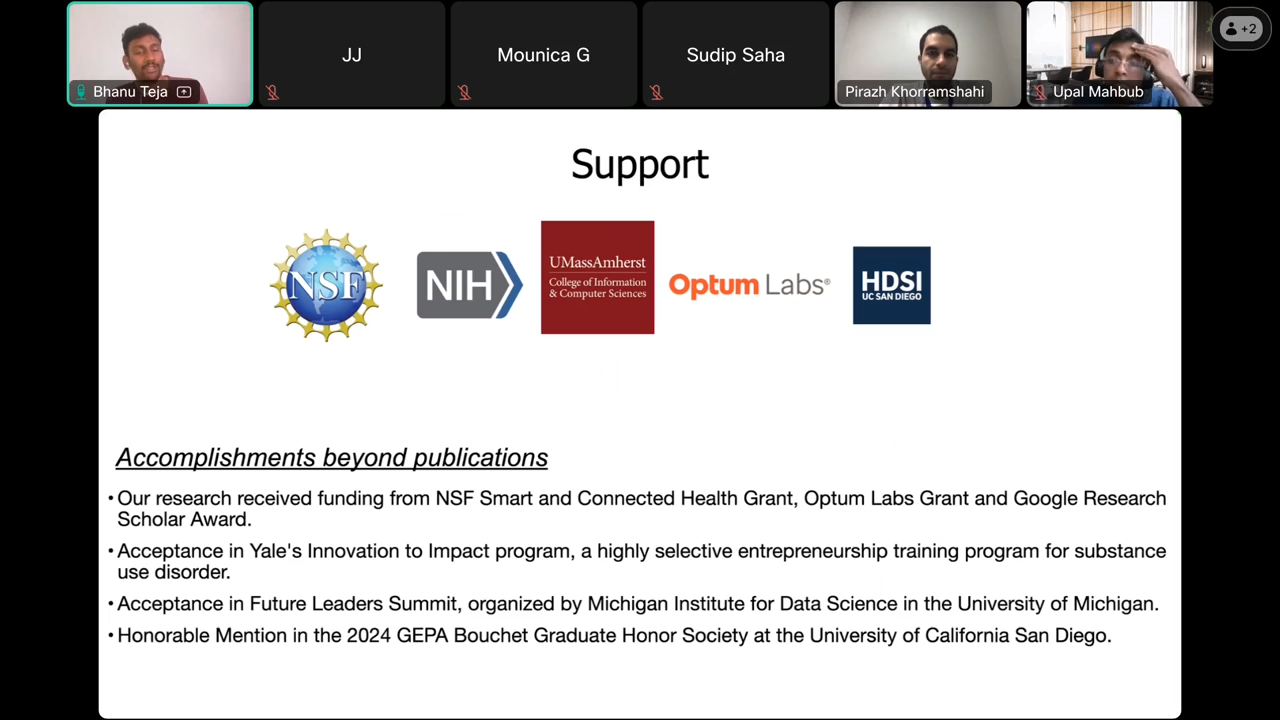 JJ
Mounica G
Sudip Saha
+2
Bhanu Teja
Pirazh Khorramshahi
Upal Mahbub
Support
NSF
NIH
UMassAmherst
College of Information
& Computer Sciences
Optum Labs®
HDSI
UC SAN DIEGO
Accomplishments beyond publications
•Our research received funding from NSF Smart and Connected Health Grant, Optum Labs Grant and Google Research
Scholar Award.
•Acceptance in Yale's Innovation to Impact program, a highly selective entrepreneurship training program for substance
use disorder.
•Acceptance in Future Leaders Summit, organized by Michigan Institute for Data Science in the University of Michigan.
•Honorable Mention in the 2024 GEPA Bouchet Graduate Honor Society at the University of California San Diego.